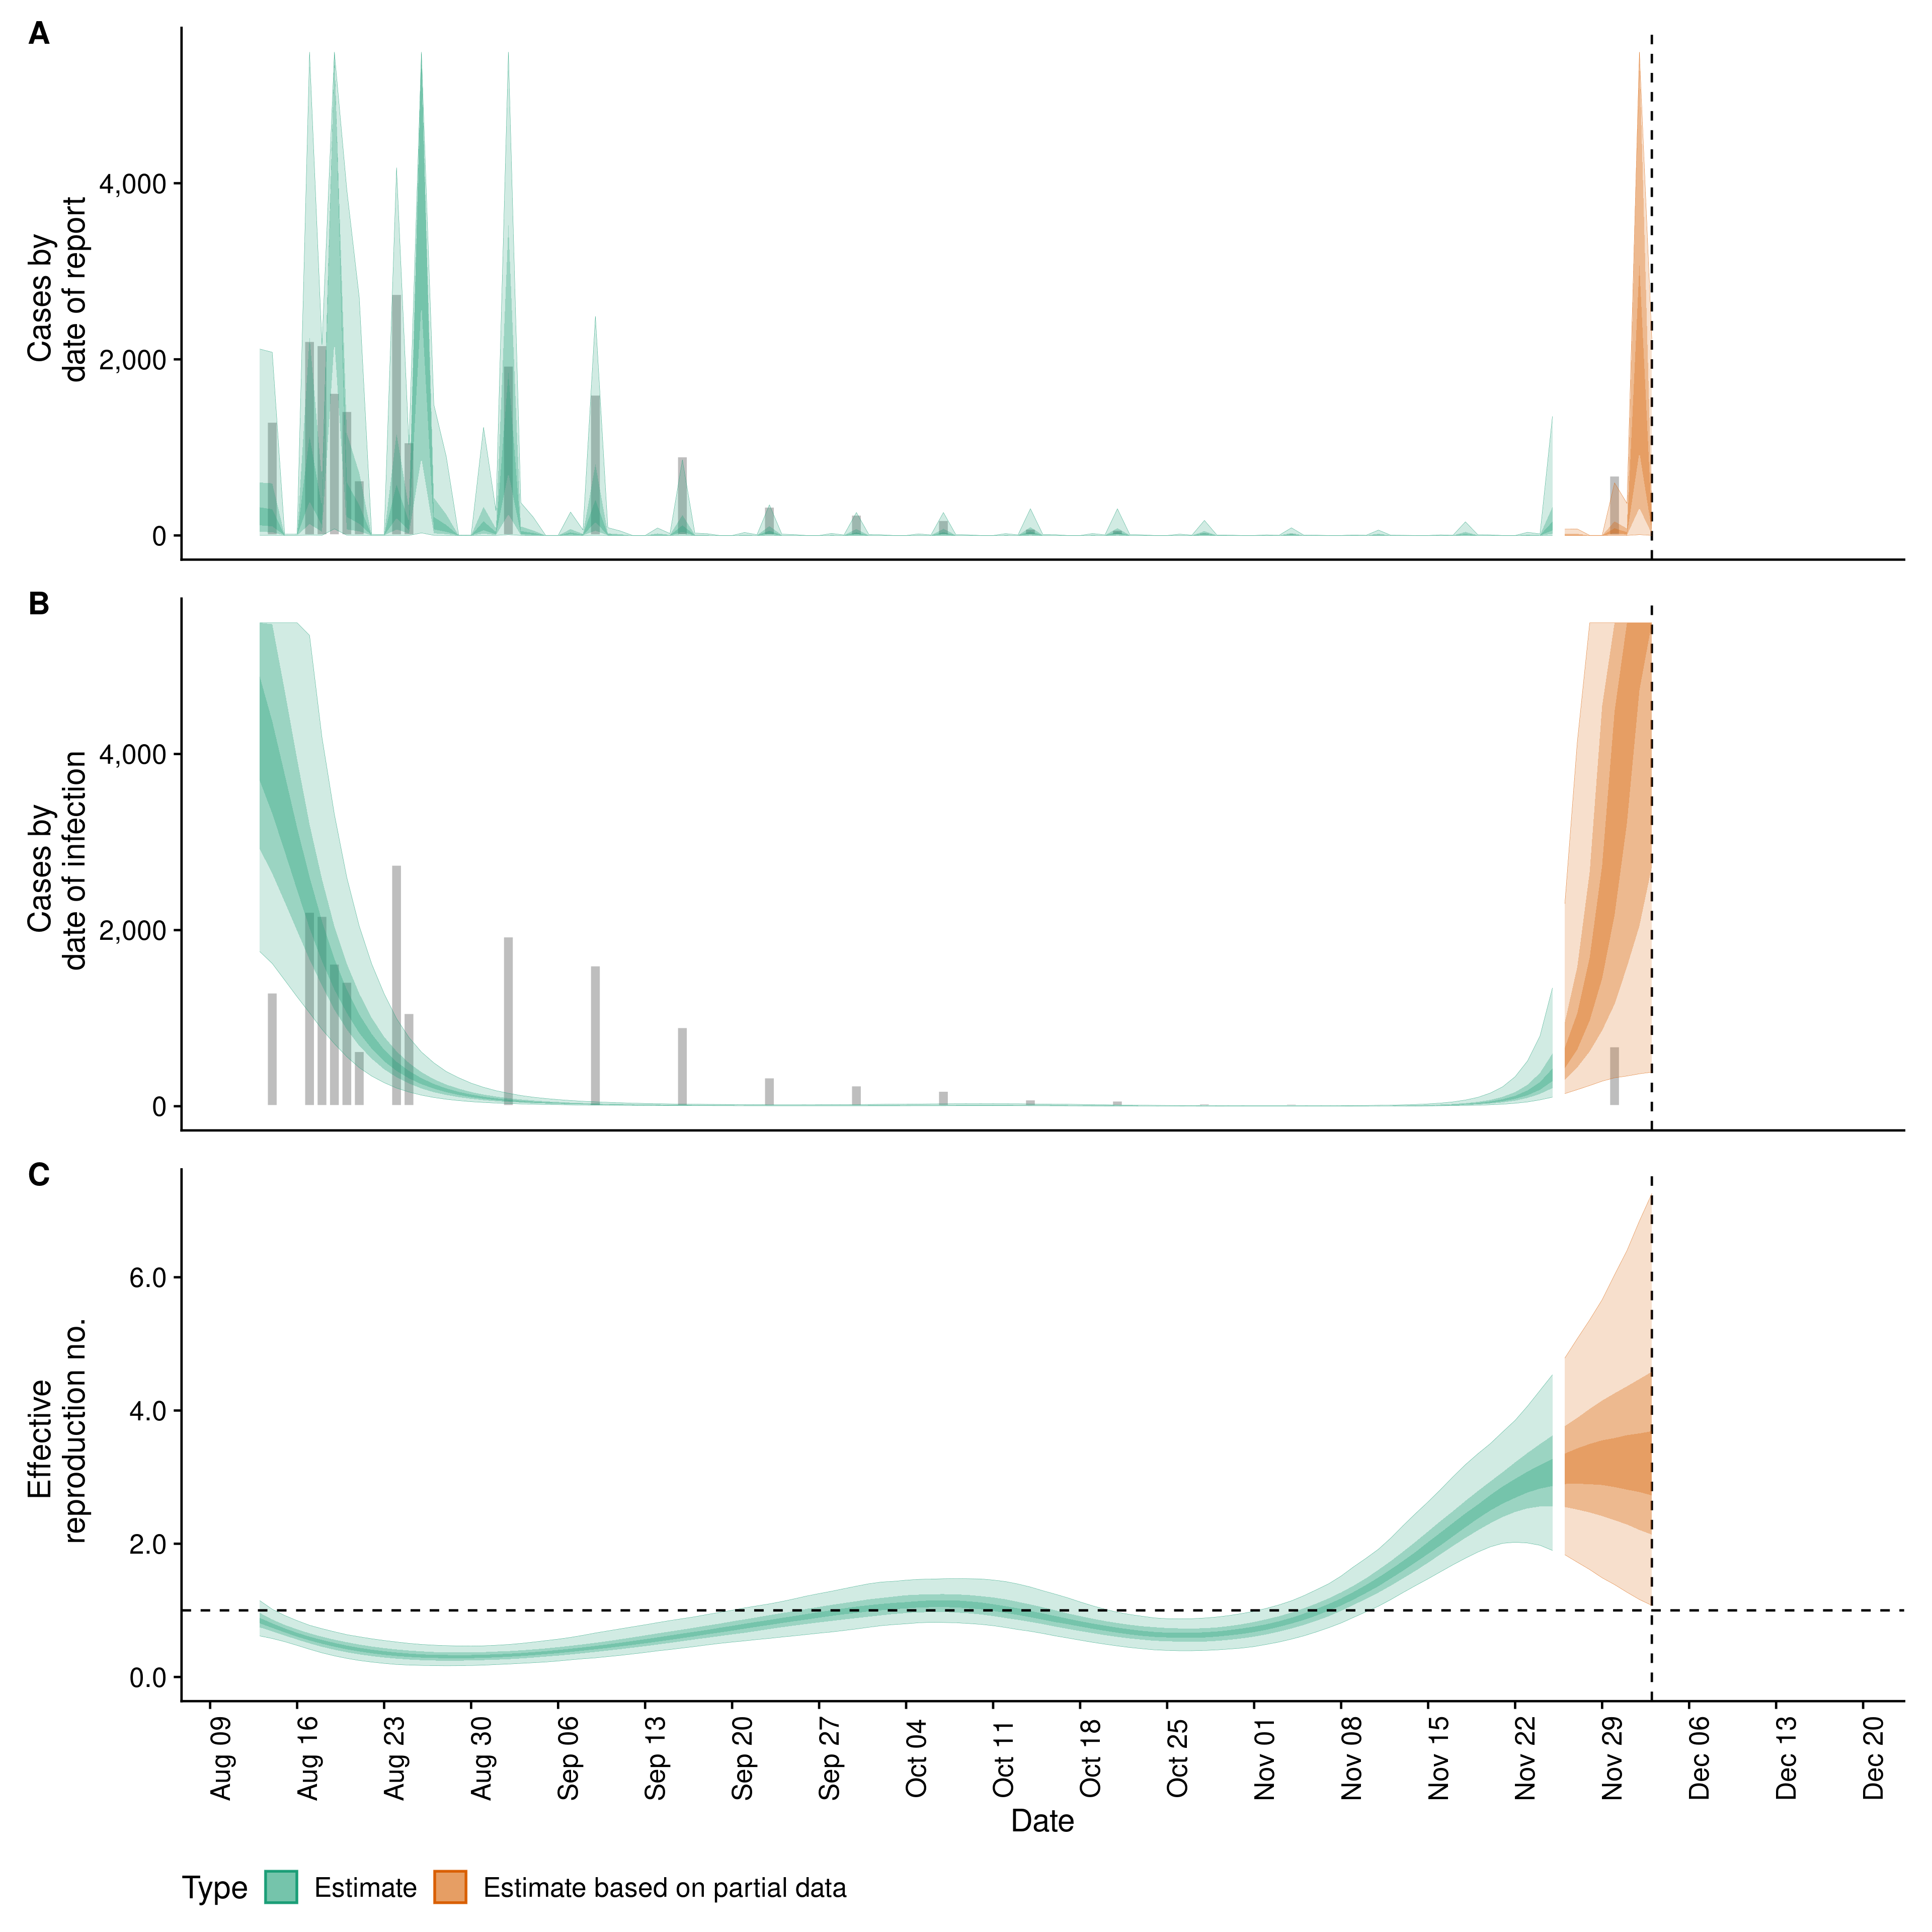 A
Cases by
date of report
4,000
2,000
0
B
Cases by
date of infection
4,000
2,000
0
C
Effective
reproduction no.
6.0
4.0
2.0
0.0
Aug 09
Aug 16
Aug 23
Aug 30
Sep 06
Sep 13
Sep 20
Sep 27
Oct 04
Oct 11
Oct 18
Oct 25
Nov 01
Nov 08
Nov 15
Nov 22
Nov 29
Dec 06
Dec 13
Dec 20
Date
Type Estimate Estimate based on partial data